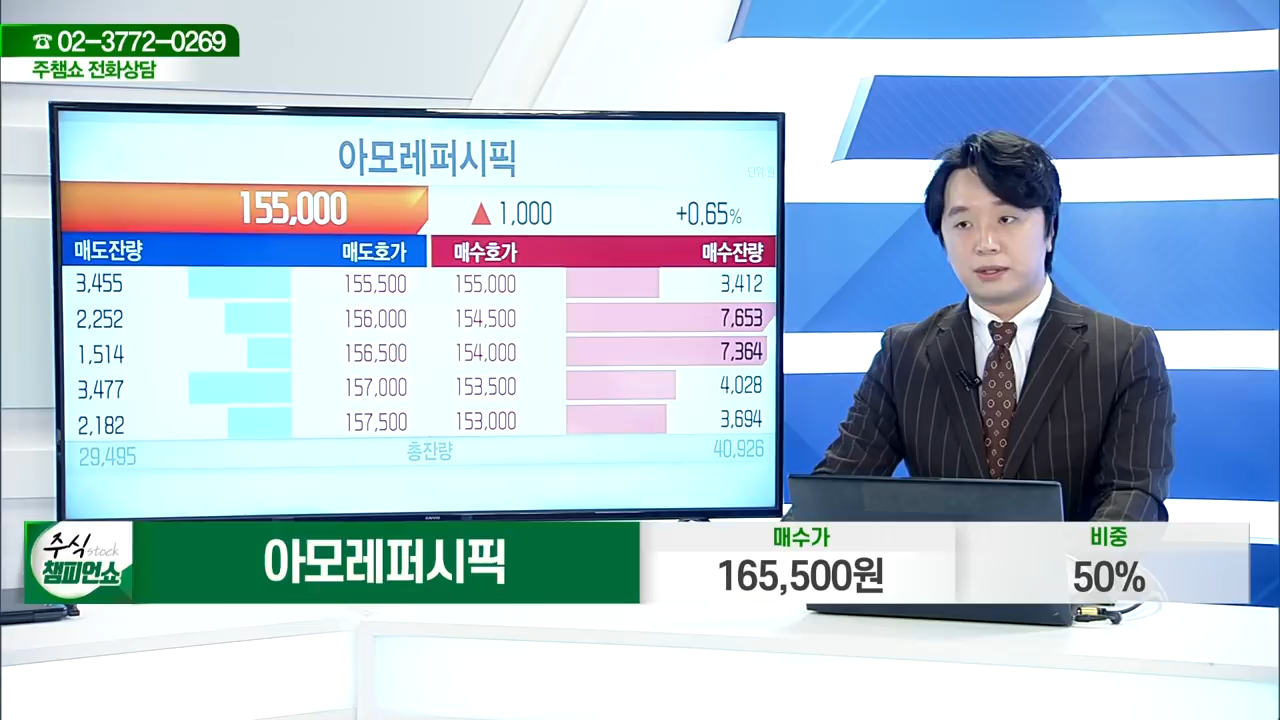 ☎ 02-3772-0269
주챔쇼 전화상담
아모레퍼시픽
단위:원
155,000 ▲ 1,000 +0.65%
매도잔량 매도호가 매수호가 매수잔량
3,455 155,500 155,000 3,412
2,252 156,000 154,500 7,653
1,514 156,500 154,000 7,364
3,477 157,000 153,500 4,028
2,182 157,500 153,000 3,694
29,495 총잔량 40,926
주식 stock
챔피언쇼
아모레퍼시픽
매수가
165,500원
비중
50%